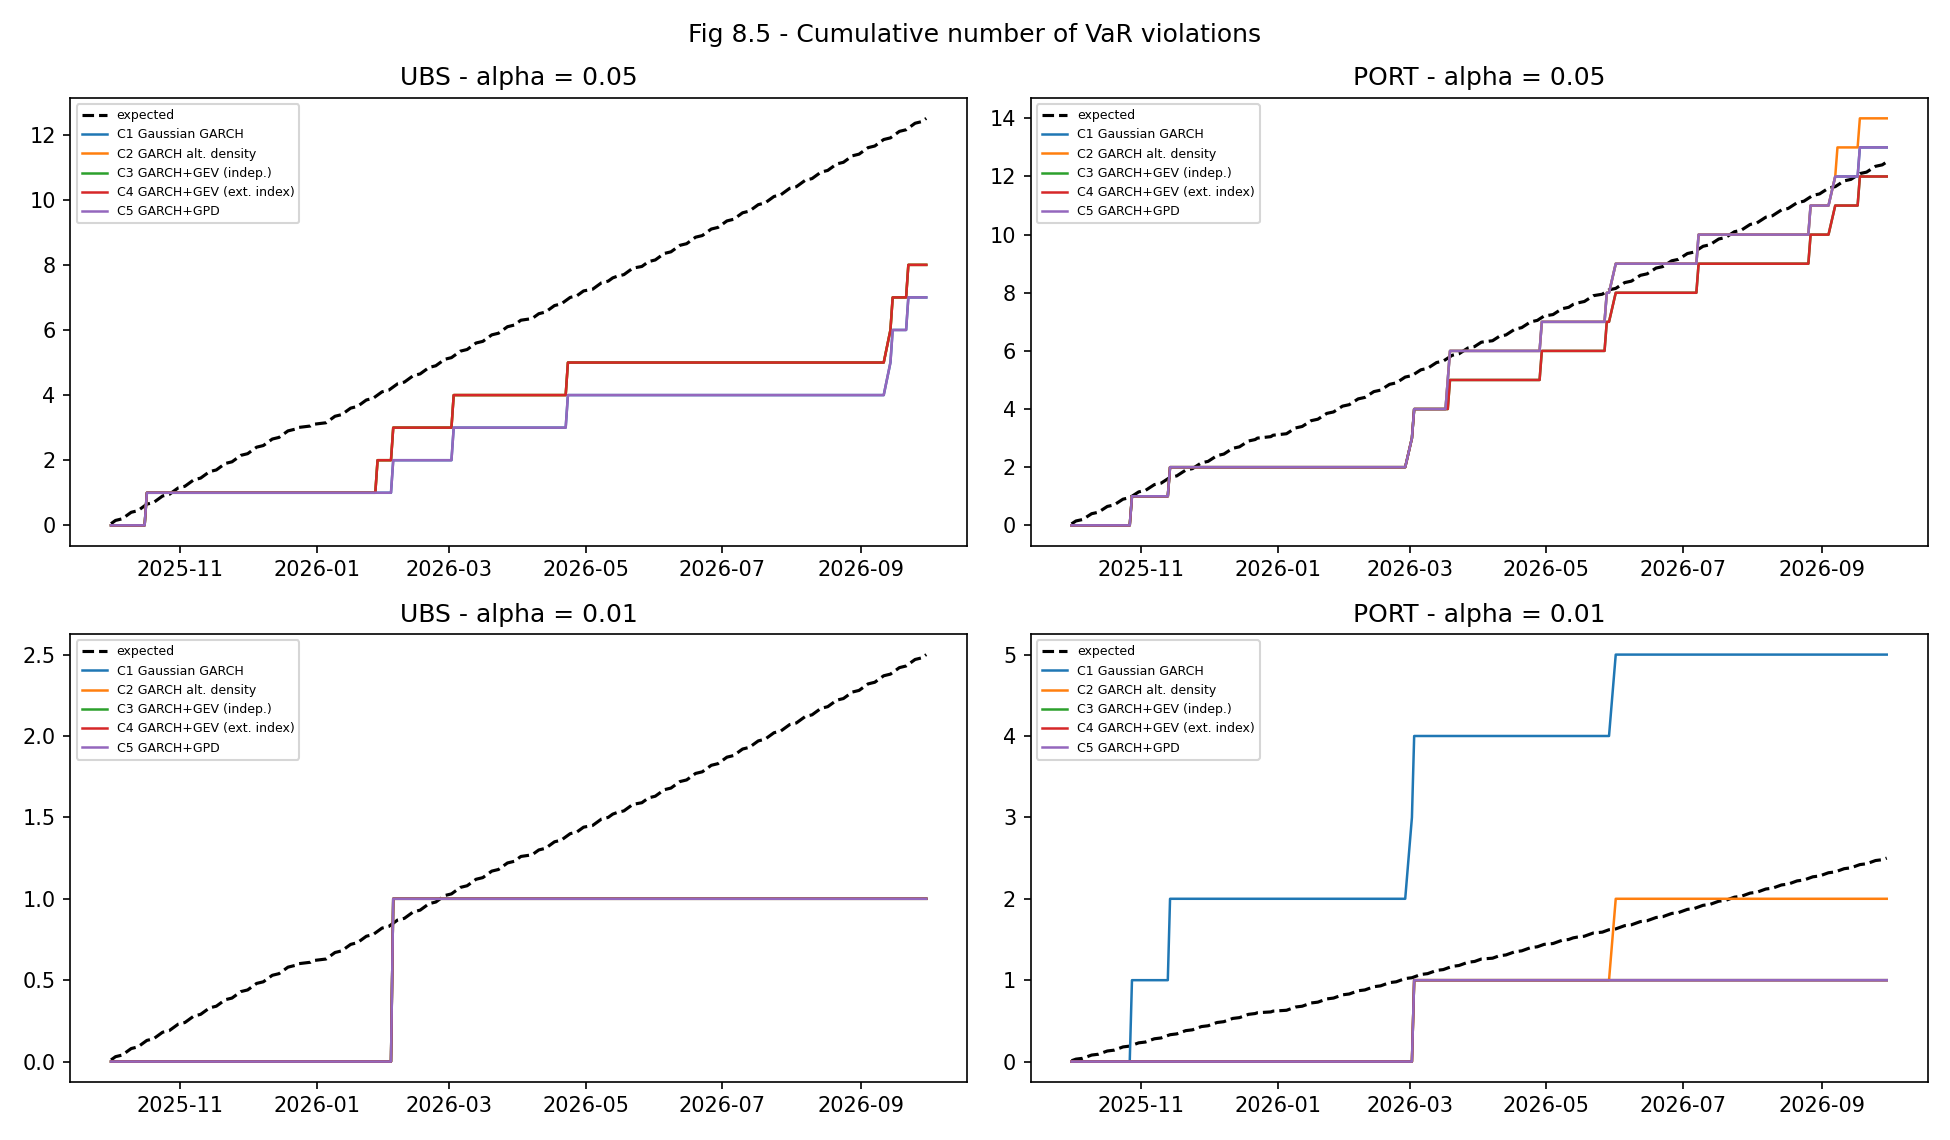 Fig 8.5 - Cumulative number of VaR violations
UBS - alpha = 0.05
expected
C1 Gaussian GARCH
C2 GARCH alt. density
C3 GARCH+GEV (indep.)
C4 GARCH+GEV (ext. index)
C5 GARCH+GPD
12
10
8
6
4
2
0
2025-11 2026-01 2026-03 2026-05 2026-07 2026-09
PORT - alpha = 0.05
expected
C1 Gaussian GARCH
C2 GARCH alt. density
C3 GARCH+GEV (indep.)
C4 GARCH+GEV (ext. index)
C5 GARCH+GPD
14
12
10
8
6
4
2
0
2025-11 2026-01 2026-03 2026-05 2026-07 2026-09
UBS - alpha = 0.01
expected
C1 Gaussian GARCH
C2 GARCH alt. density
C3 GARCH+GEV (indep.)
C4 GARCH+GEV (ext. index)
C5 GARCH+GPD
2.5
2.0
1.5
1.0
0.5
0.0
2025-11 2026-01 2026-03 2026-05 2026-07 2026-09
PORT - alpha = 0.01
expected
C1 Gaussian GARCH
C2 GARCH alt. density
C3 GARCH+GEV (indep.)
C4 GARCH+GEV (ext. index)
C5 GARCH+GPD
5
4
3
2
1
0
2025-11 2026-01 2026-03 2026-05 2026-07 2026-09